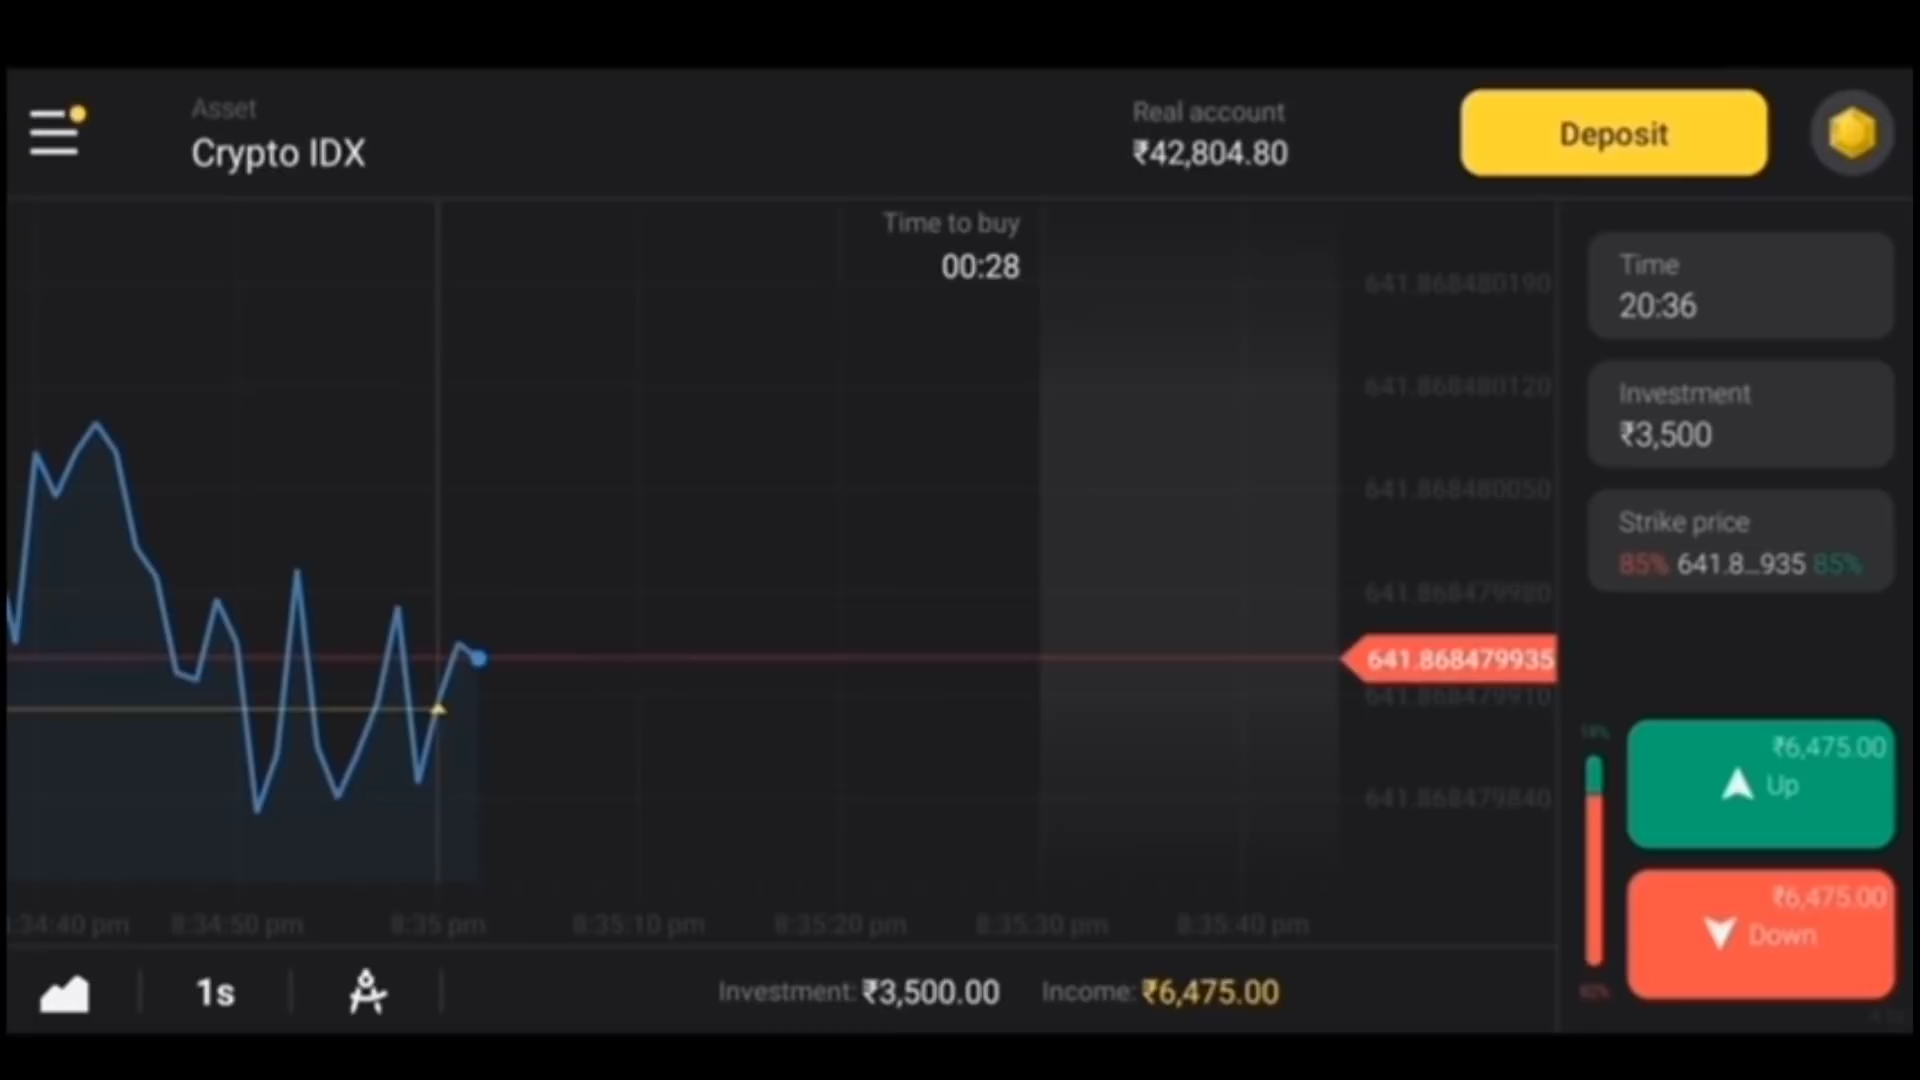 Asset
Crypto IDX
Real account
₹42,804.80
Deposit
Time to buy
00:28
641.868480190
641.868480120
641.868480050
641.868479980
641.868479935
641.868479910
641.868479840
:34:40 pm
8:34:50 pm
8:35 pm
8:35:10 pm
8:35:20 pm
8:35:30 pm
8:35:40 pm
1s
Investment: ₹3,500.00 Income: ₹6,475.00
Time
20:36
Investment
₹3,500
Strike price
85% 641.8...935 85%
₹6,475.00
Up
₹6,475.00
Down